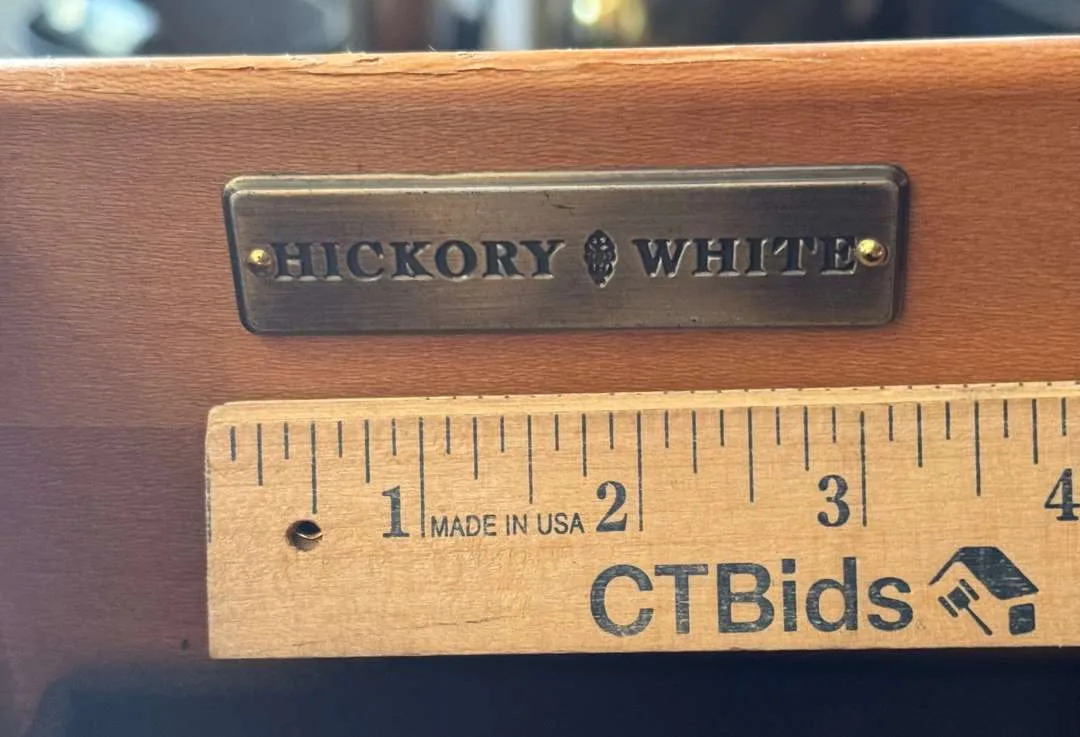 HICKORY WHITE
1 MADE IN USA 2 3 4
CTBids